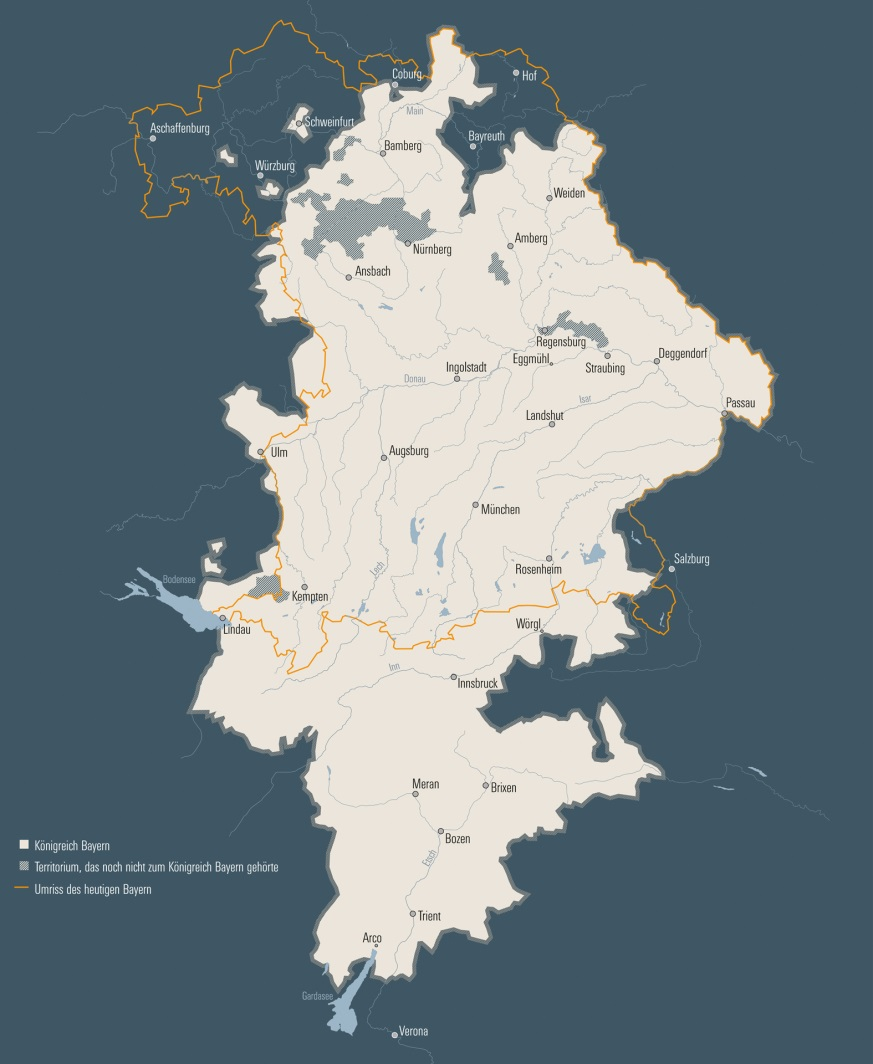 Coburg
Hof
Main
Aschaffenburg
Schweinfurt
Bayreuth
Bamberg
Würzburg
Weiden
Amberg
Nürnberg
Ansbach
Regensburg
Eggmühl
Deggendorf
Straubing
Ingolstadt
Donau
Isar
Passau
Landshut
Ulm
Augsburg
München
Salzburg
Rosenheim
Lech
Bodensee
Kempten
Lindau
Wörgl
Inn
Innsbruck
Meran
Brixen
Bozen
Etsch
Königreich Bayern
Territorium, das noch nicht zum Königreich Bayern gehörte
Umriss des heutigen Bayern
Trient
Arco
Gardasee
Verona